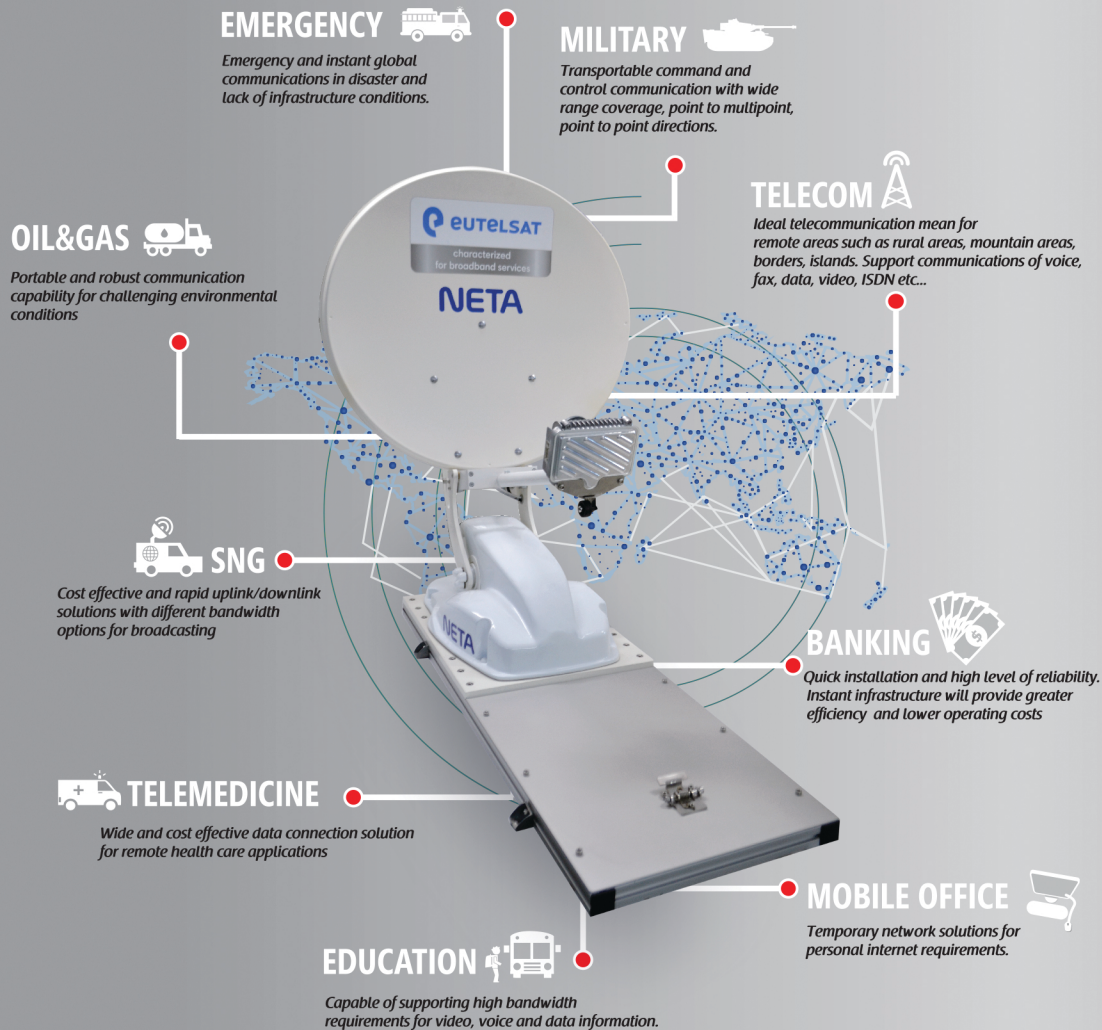 EMERGENCY
Emergency and instant global
communications in disaster and
lack of infrastructure conditions.
MILITARY
Transportable command and
control communication with wide
range coverage, point to multipoint,
point to point directions.
TELECOM
Ideal telecommunication mean for
remote areas such as rural areas, mountain areas,
borders, islands. Support communications of voice,
fax, data, video, ISDN etc...
OIL&GAS
Portable and robust communication
capability for challenging environmental
conditions
eutelsat
characterized
for broadband services
NETA
SNG
Cost effective and rapid uplink/downlink
solutions with different bandwidth
options for broadcasting
NETA
BANKING
Quick installation and high level of reliability.
Instant infrastructure will provide greater
efficiency and lower operating costs
TELEMEDICINE
Wide and cost effective data connection solution
for remote health care applications
MOBILE OFFICE
Temporary network solutions for
personal internet requirements.
EDUCATION
Capable of supporting high bandwidth
requirements for video, voice and data information.